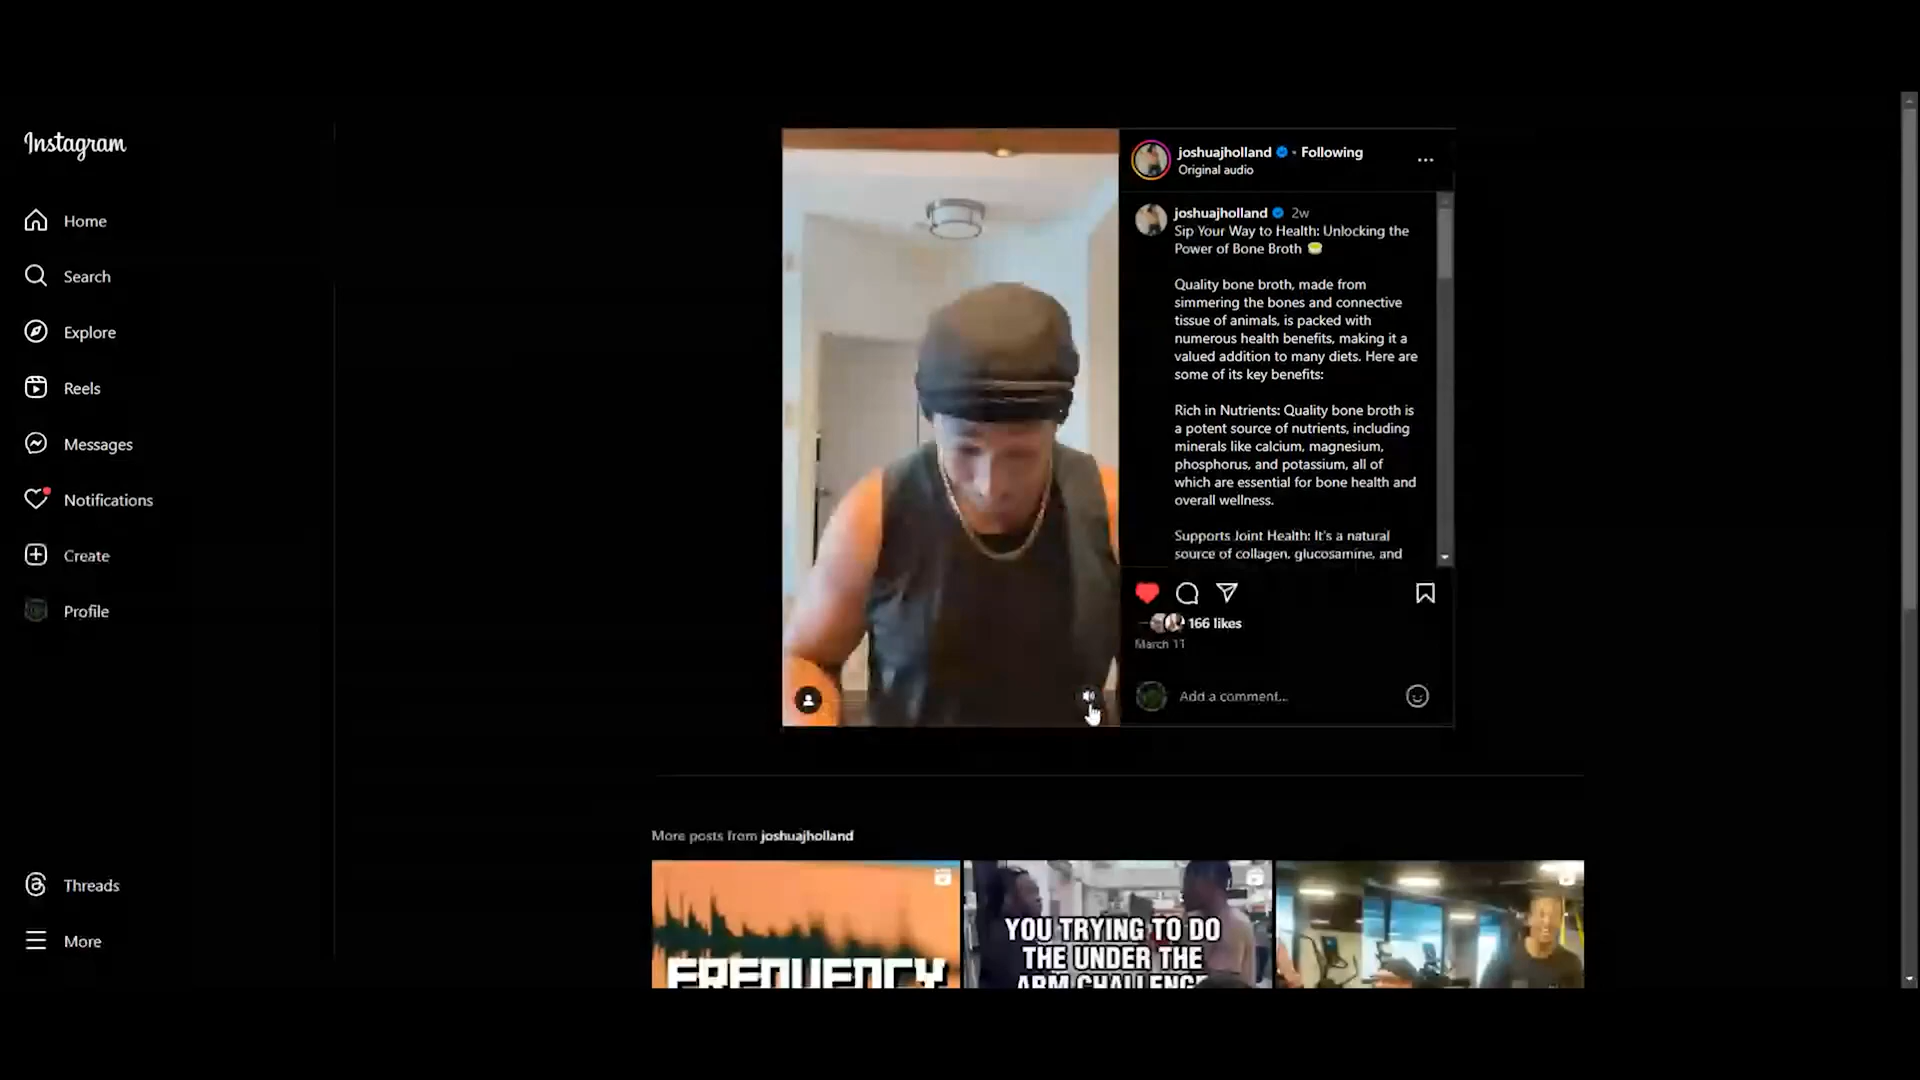 Instagram
Home
Search
Explore
Reels
Messages
Notifications
Create
Profile
Threads
More
joshuajholland • Following
Original audio
joshuajholland 2w
Sip Your Way to Health: Unlocking the
Power of Bone Broth
Quality bone broth, made from
simmering the bones and connective
tissue of animals, is packed with
numerous health benefits, making it a
valued addition to many diets. Here are
some of its key benefits:
Rich in Nutrients: Quality bone broth is
a potent source of nutrients, including
minerals like calcium, magnesium,
phosphorus, and potassium, all of
which are essential for bone health and
overall wellness.
Supports Joint Health: It's a natural
source of collagen, glucosamine, and
166 likes
March 11
Add a comment...
More posts from joshuajholland
FREQUENCY
YOU TRYING TO DO
THE UNDER THE
ARM CHALLENGE